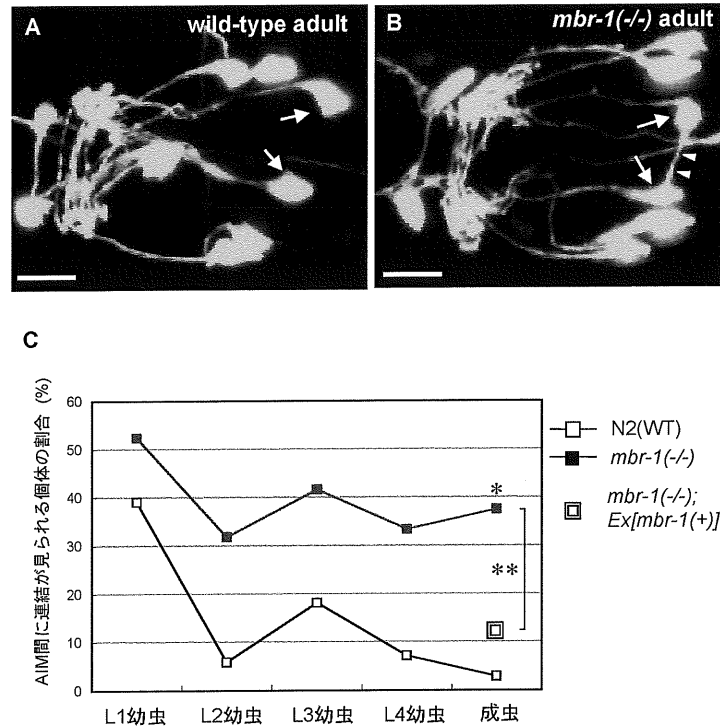 A
wild-type adult
B
mbr-1(-/-) adult
C
AIM間に連結が見られる個体の割合 (%)
60
50
40
30
20
10
0
L1幼虫
L2幼虫
L3幼虫
L4幼虫
成虫
*
**
N2(WT)
mbr-1(-/-)
mbr-1(-/-);
Ex[mbr-1(+)]